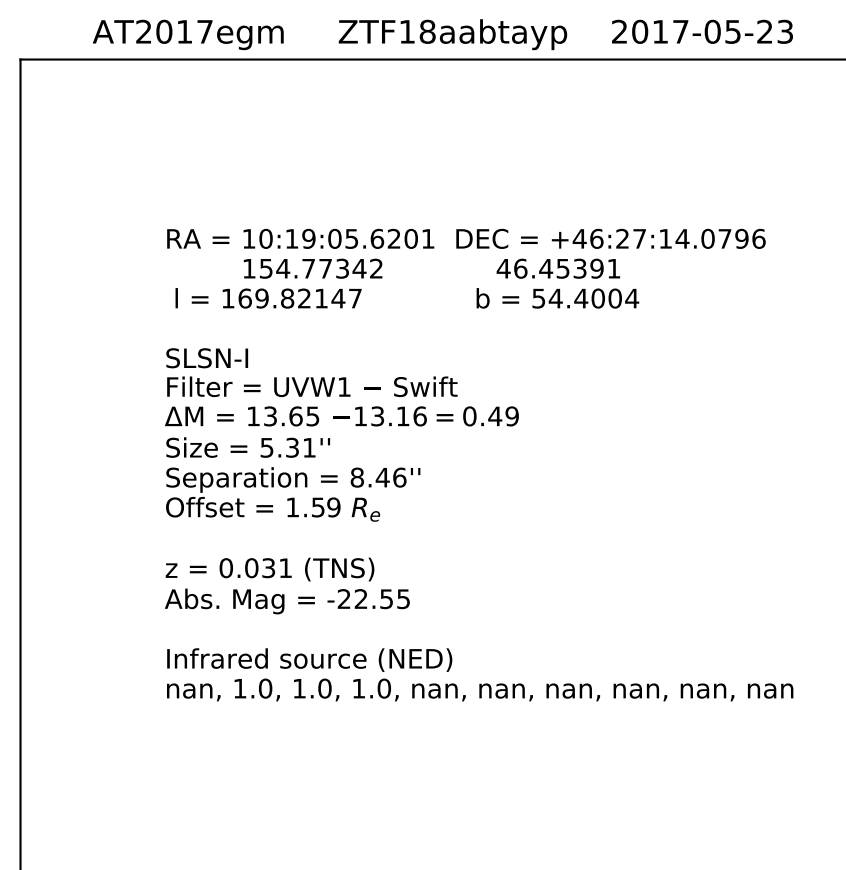 AT2017egm ZTF18aabtayp 2017-05-23
RA = 10:19:05.6201 DEC = +46:27:14.0796
154.77342 46.45391
l = 169.82147 b = 54.4004
SLSN-I
Filter = UVW1 − Swift
ΔM = 13.65 −13.16 = 0.49
Size = 5.31''
Separation = 8.46''
Offset = 1.59 Re
z = 0.031 (TNS)
Abs. Mag = -22.55
Infrared source (NED)
nan, 1.0, 1.0, 1.0, nan, nan, nan, nan, nan, nan